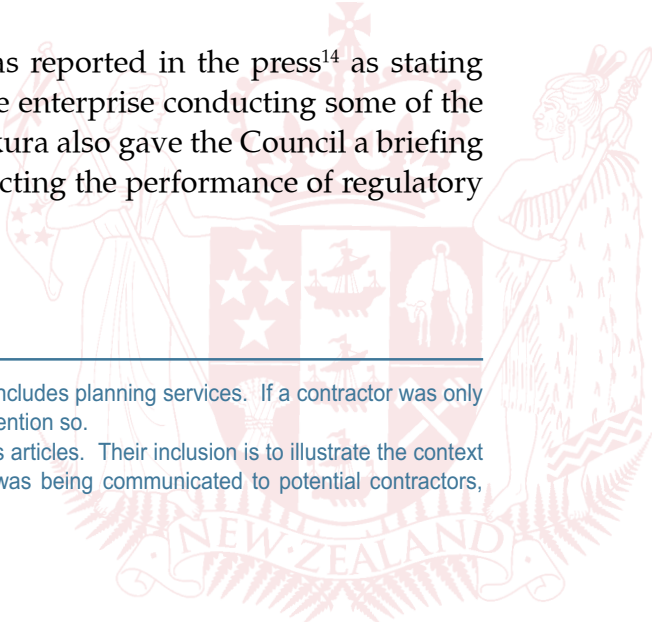 as reported in the press14 as stating
e enterprise conducting some of the
kura also gave the Council a briefing
cting the performance of regulatory
ncludes planning services. If a contractor was only
ention so.
s articles. Their inclusion is to illustrate the context
was being communicated to potential contractors,
NEW·ZEALAND